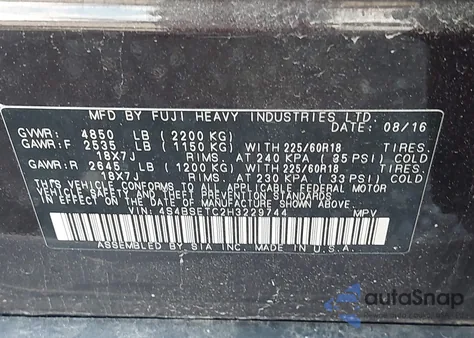 MFD BY FUJI HEAVY INDUSTRIES LTD.
DATE: 08/16
GVWR: 4850 LB (2200 KG)
GAWR:F 2535 LB (1150 KG) WITH 225/60R18 TIRES
18X7J RIMS. AT 240 KPA (35 PSI) COLD
GAWR:R 2645 LB (1200 KG) WITH 225/60R18 TIRES
18X7J RIMS. AT 230 KPA (33 PSI) COLD
THIS VEHICLE CONFORMS TO ALL APPLICABLE FEDERAL MOTOR
VEHICLE SAFETY, BUMPER, AND THEFT PREVENTION STANDARDS
IN EFFECT ON THE DATE OF MANUFACTURE SHOWN ABOVE.
VIN: 4S4BSETC2H3229744 MPV
ASSEMBLED BY SIA INC. IN U.S.A.
autoSnap